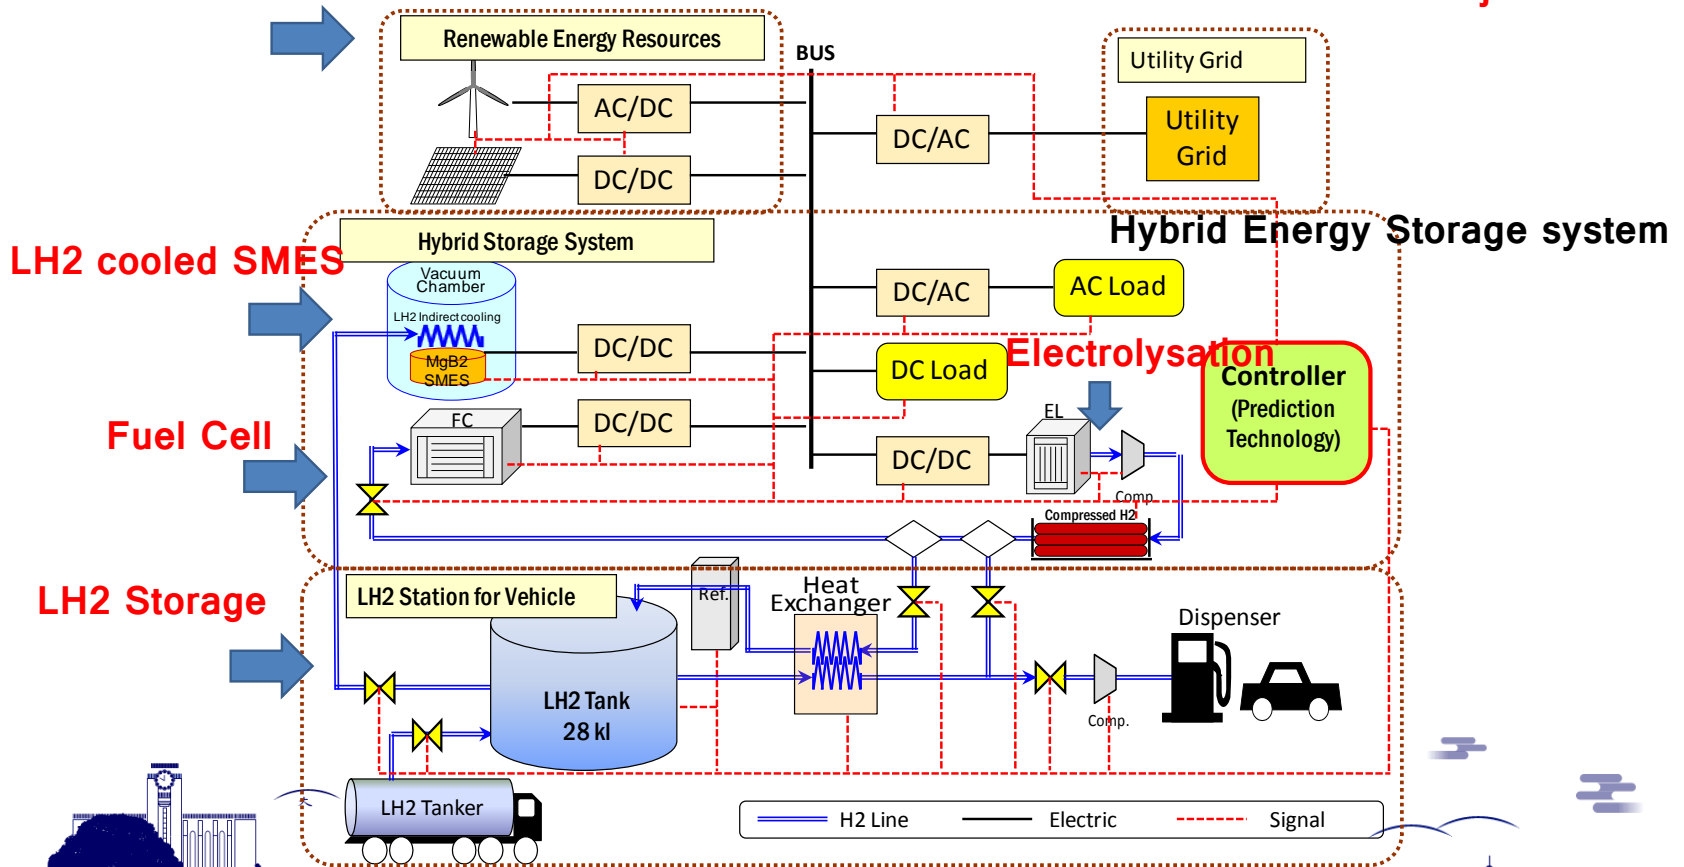 j
Renewable Energy Resources
BUS
Utility Grid
AC/DC
DC/AC
Utility
Grid
DC/DC
Hybrid Storage System
Hybrid Energy Storage system
LH2 cooled SMES
Vacuum
Chamber
DC/AC
AC Load
LH2 Indirect cooling
DC/DC
MgB2
SMES
DC Load
Electrolysation
Controller
(Prediction
Technology)
Fuel Cell
FC
DC/DC
EL
DC/DC
Comp.
Compressed H2
LH2 Storage
LH2 Station for Vehicle
Ref.
Heat
Exchanger
Dispenser
LH2 Tank
28 kl
Comp.
LH2 Tanker
H2 Line
Electric
Signal